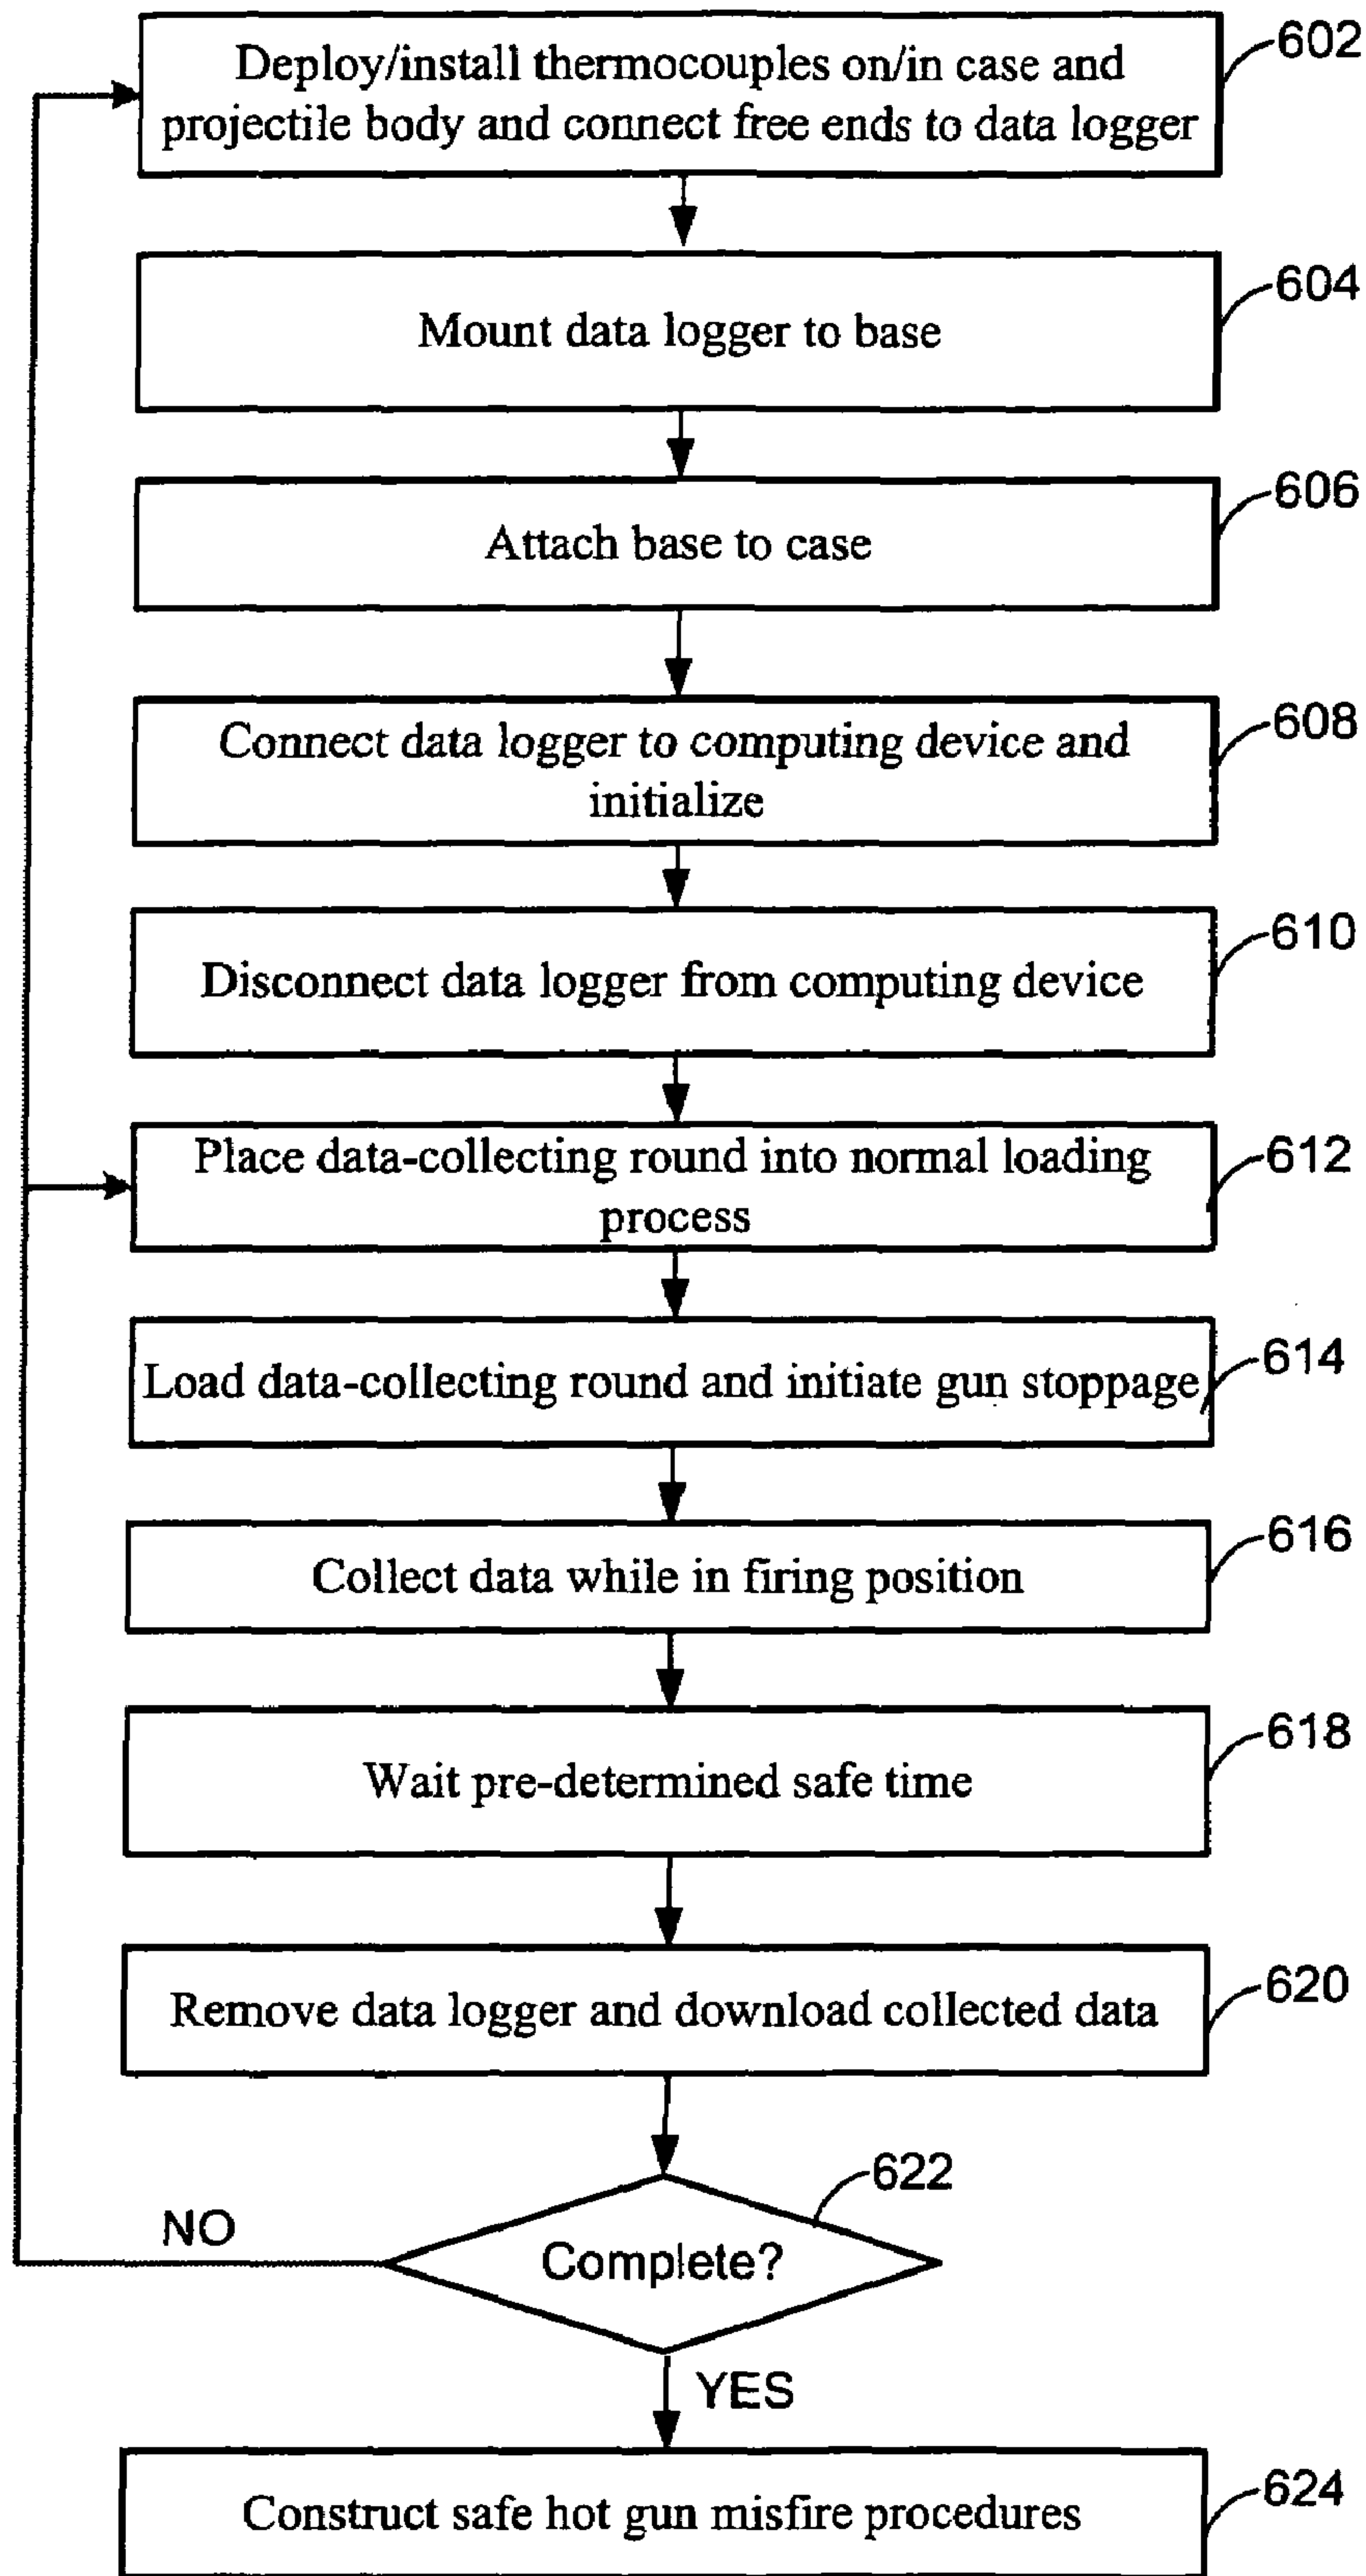 602
Deploy/install thermocouples on/in case and
projectile body and connect free ends to data logger
604
Mount data logger to base
606
Attach base to case
608
Connect data logger to computing device and
initialize
610
Disconnect data logger from computing device
612
Place data-collecting round into normal loading
process
614
Load data-collecting round and initiate gun stoppage
616
Collect data while in firing position
618
Wait pre-determined safe time
620
Remove data logger and download collected data
622
NO
Complete?
YES
624
Construct safe hot gun misfire procedures